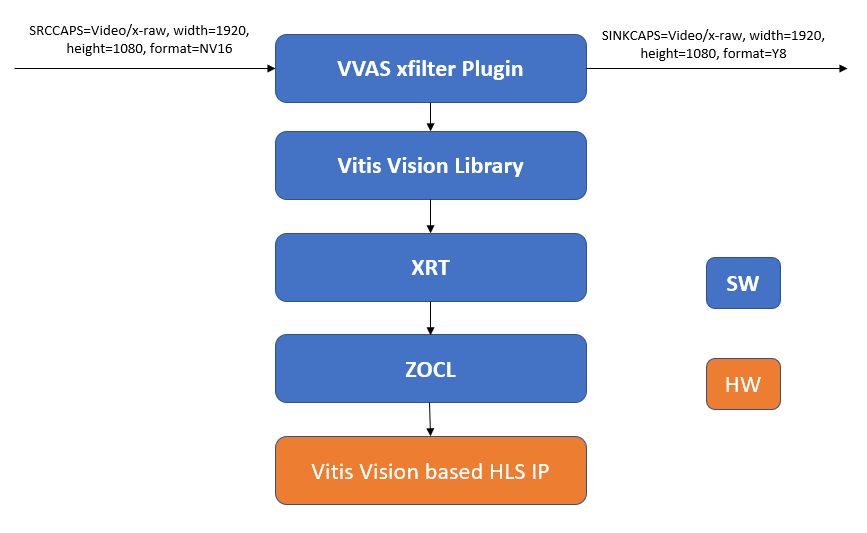 SRCCAPS=Video/x-raw, width=1920,
height=1080, format=NV16
SINKCAPS=Video/x-raw, width=1920,
height=1080, format=Y8
VVAS xfilter Plugin
Vitis Vision Library
XRT
SW
ZOCL
HW
Vitis Vision based HLS IP